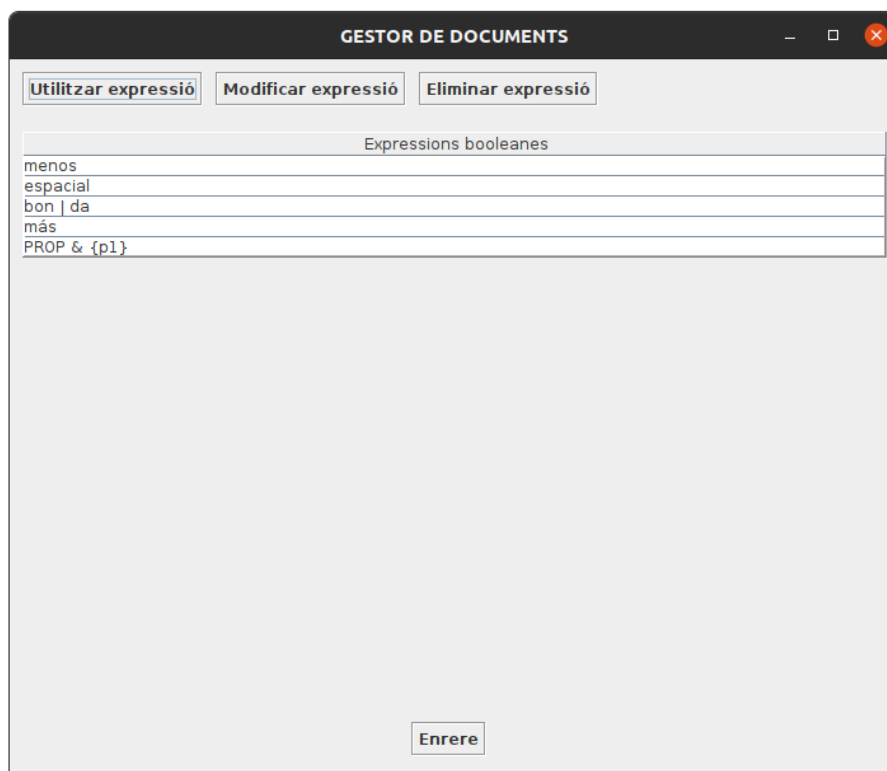 GESTOR DE DOCUMENTS
Utilitzar expressió Modificar expressió Eliminar expressió
Expressions booleanes
menos
espacial
bon | da
más
PROP & {p1}
Enrere